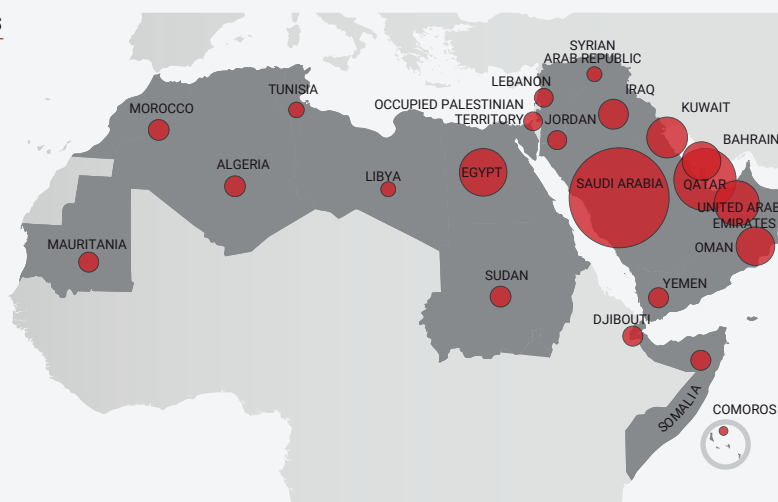 SYRIAN
ARAB REPUBLIC
LEBANON
IRAQ
TUNISIA
OCCUPIED PALESTINIAN
TERRITORY
JORDAN
KUWAIT
MOROCCO
BAHRAIN
ALGERIA
LIBYA
EGYPT
SAUDI ARABIA
QATAR
UNITED ARAB
EMIRATES
MAURITANIA
OMAN
SUDAN
YEMEN
DJIBOUTI
SOMALIA
COMOROS